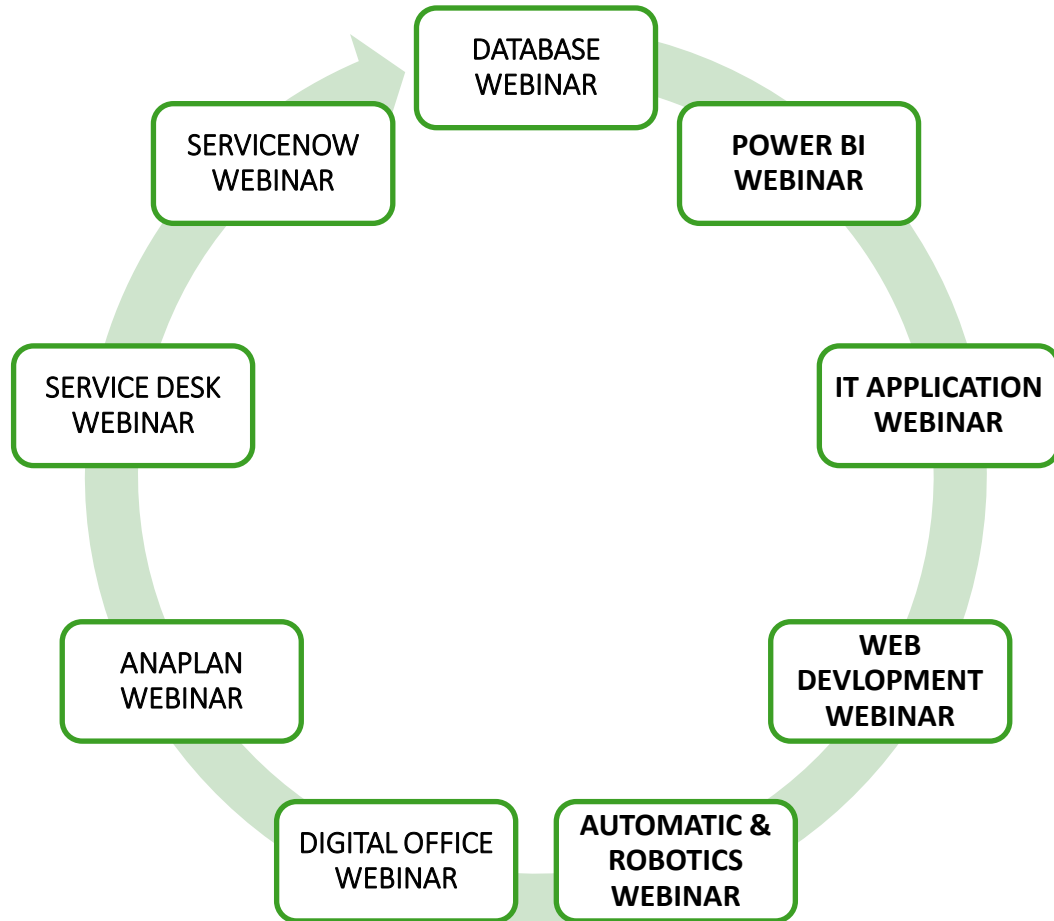 DATABASE
WEBINAR
POWER BI
WEBINAR
IT APPLICATION
WEBINAR
WEB
DEVLOPMENT
WEBINAR
AUTOMATIC &
ROBOTICS
WEBINAR
DIGITAL OFFICE
WEBINAR
ANAPLAN
WEBINAR
SERVICE DESK
WEBINAR
SERVICENOW
WEBINAR